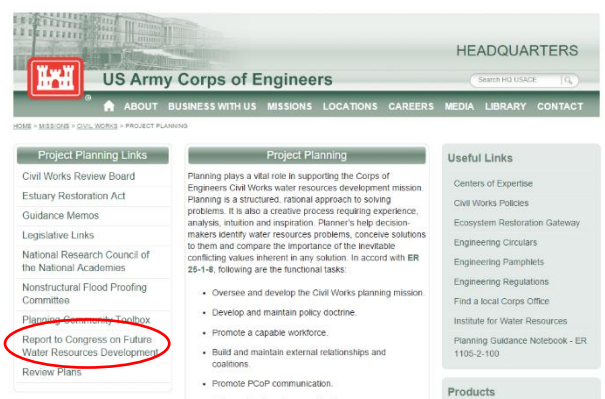 HEADQUARTERS
US Army Corps of Engineers
®
Search HQ USACE
ABOUT BUSINESS WITH US MISSIONS LOCATIONS CAREERS MEDIA LIBRARY CONTACT
HOME > MISSIONS > CIVIL WORKS > PROJECT PLANNING
Project Planning Links
Civil Works Review Board
Estuary Restoration Act
Guidance Memos
Legislative Links
National Research Council of
the National Academies
Nonstructural Flood Proofing
Committee
Planning Community Toolbox
Report to Congress on Future
Water Resources Development
Review Plans
Project Planning
Planning plays a vital role in supporting the Corps of
Engineers Civil Works water resources development mission.
Planning is a structured, rational approach to solving
problems. It is also a creative process requiring experience,
analysis, intuition and inspiration. Planner's help decision-
makers identify water resources problems, conceive solutions
to them and compare the importance of the inevitable
conflicting values inherent in any solution. In accord with ER
25-1-8, following are the functional tasks:
• Oversee and develop the Civil Works planning mission.
• Develop and maintain policy doctrine.
• Promote a capable workforce.
• Build and maintain external relationships and
coalitions.
• Promote PCoP communication.
Useful Links
Centers of Expertise
Civil Works Policies
Ecosystem Restoration Gateway
Engineering Circulars
Engineering Pamphlets
Engineering Regulations
Find a local Corps Office
Institute for Water Resources
Planning Guidance Notebook - ER
1105-2-100
Products